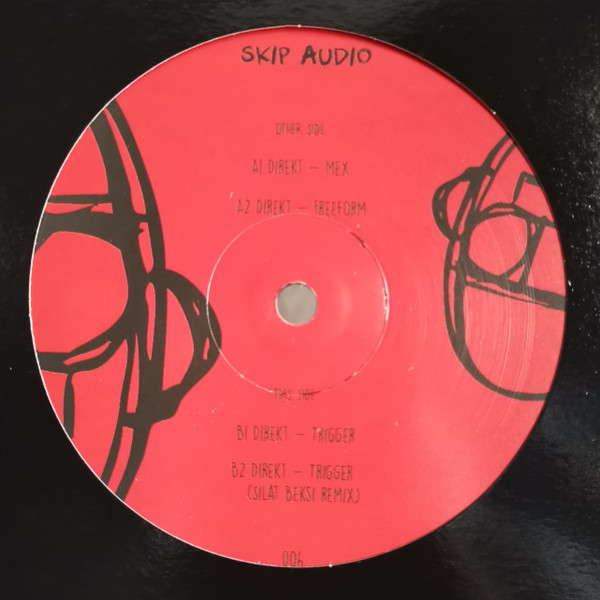 SKIP AUDIO
OTHER SIDE
A1 DIREKT – MEX
A2 DIREKT – FREEFORM
THIS SIDE
B1 DIREKT – TRIGGER
B2 DIREKT – TRIGGER
(SILAT BEKSI REMIX)
006